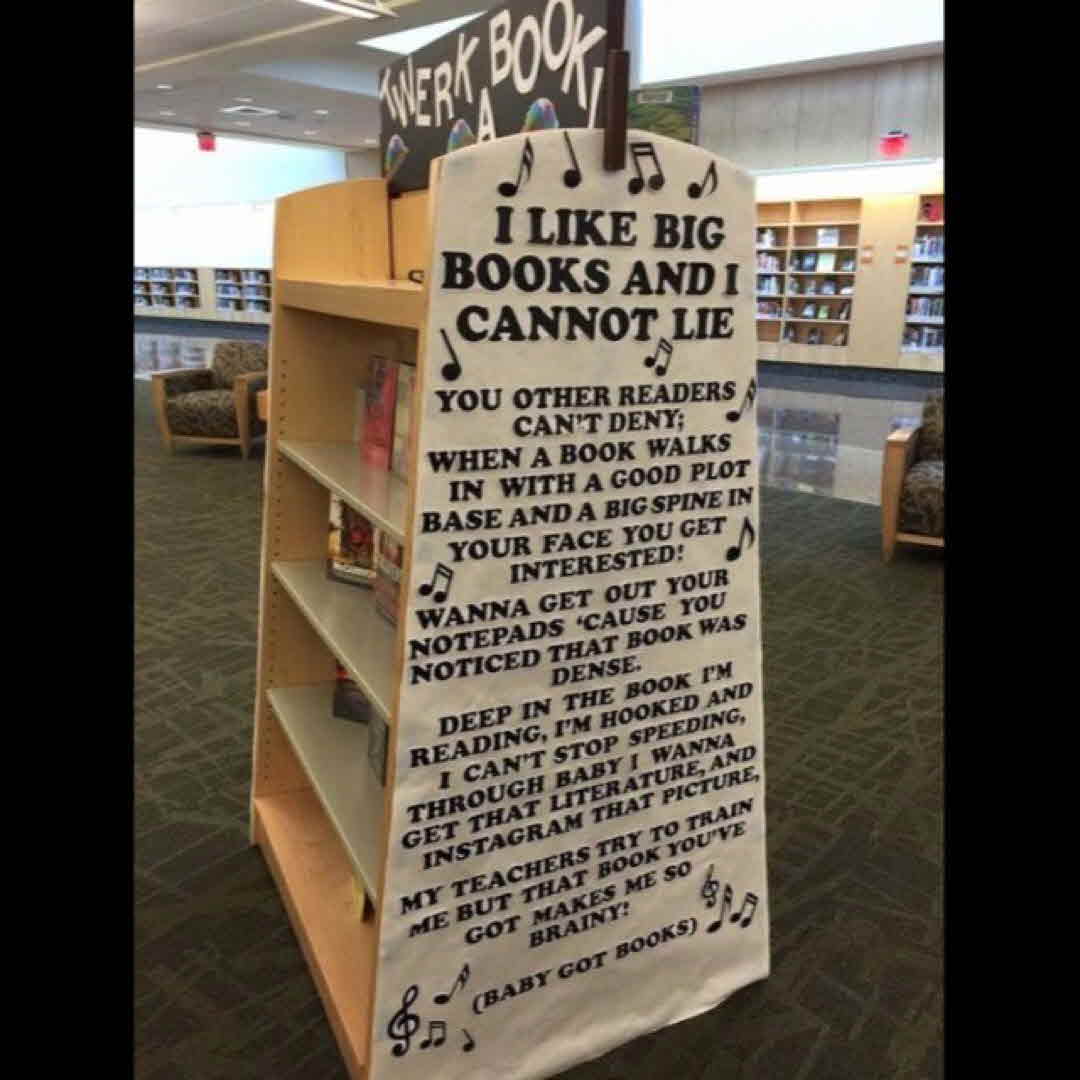 TWERK A BOOK!
I LIKE BIG
BOOKS AND I
CANNOT LIE
YOU OTHER READERS
CAN'T DENY;
WHEN A BOOK WALKS
IN WITH A GOOD PLOT
BASE AND A BIG SPINE IN
YOUR FACE YOU GET
INTERESTED!
WANNA GET OUT YOUR
NOTEPADS ‘CAUSE YOU
NOTICED THAT BOOK WAS
DENSE.
DEEP IN THE BOOK I'M
READING, I'M HOOKED AND
I CAN'T STOP SPEEDING,
THROUGH BABY I WANNA
GET THAT LITERATURE, AND
INSTAGRAM THAT PICTURE,
MY TEACHERS TRY TO TRAIN
ME BUT THAT BOOK YOU'VE
GOT MAKES ME SO
BRAINY!
(BABY GOT BOOKS)